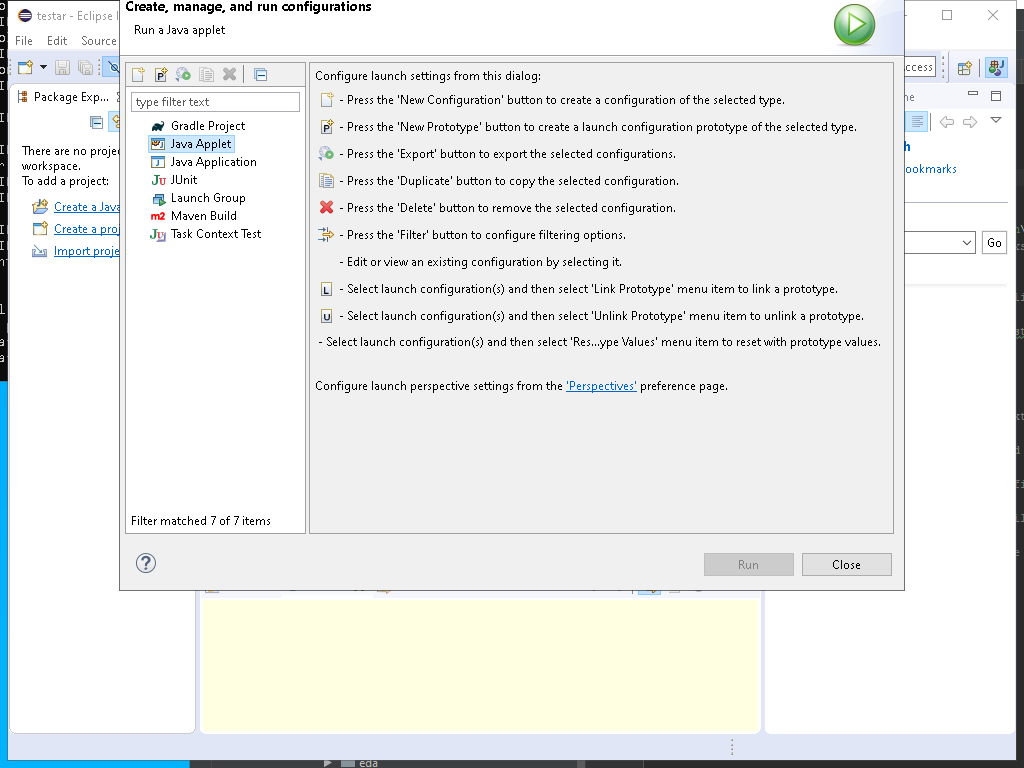 Create, manage, and run configurations
Run a Java applet
testar - Eclipse
File Edit Source
Package Exp...
There are no
workspace.
To add a project:
Create a Java
Create a
Import
type filter text
Gradle Project
Java Applet
Java Application
JUnit
Launch Group
Maven Build
Task Context Test
Filter matched 7 of 7 items
Configure launch settings from this dialog:
- Press the 'New Configuration' button to create a configuration of the selected type.
- Press the 'New Prototype' button to create a launch configuration prototype of the selected type.
- Press the 'Export' button to export the selected configurations.
- Press the 'Duplicate' button to copy the selected configuration.
- Press the 'Delete' button to remove the selected configuration.
- Press the 'Filter' button to configure filtering options.
- Edit or view an existing configuration by selecting it.
- Select launch configuration(s) and then select 'Link Prototype' menu item to link a prototype.
- Select launch configuration(s) and then select 'Unlink Prototype' menu item to unlink a prototype.
- Select launch configuration(s) and then select 'Res...ype Values' menu item to reset with prototype values.
Configure launch perspective settings from the 'Perspectives' preference page.
Run
Close
Go
eda